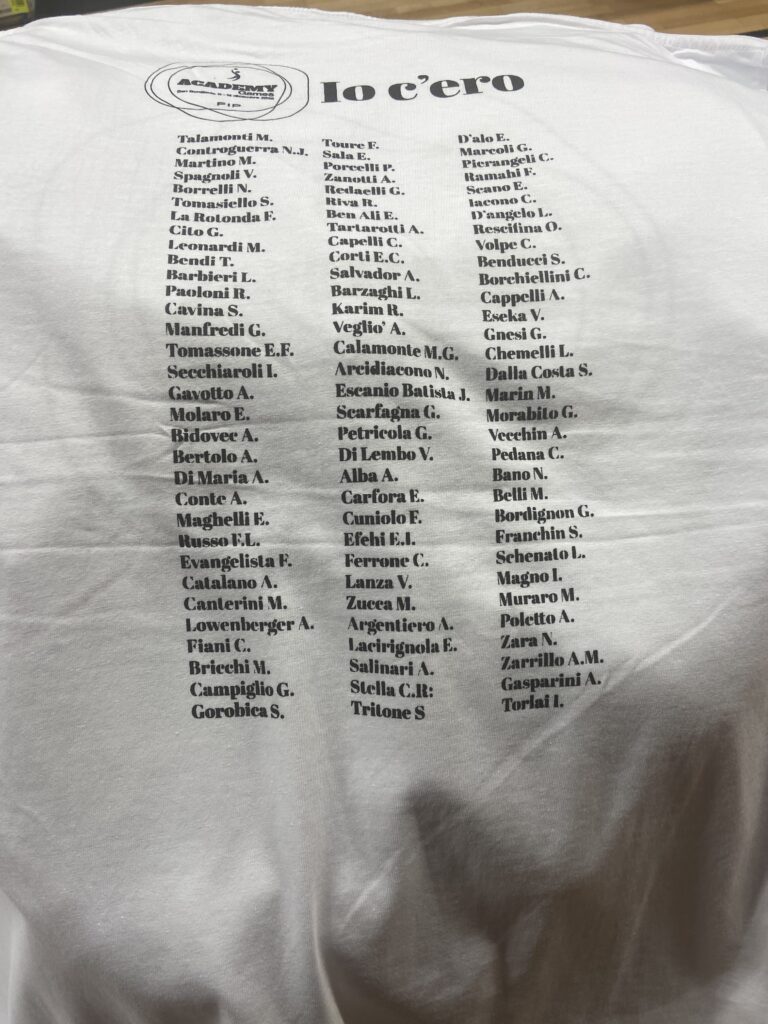 ACADEMY
Games
FIP
Io c'ero
Talamonti M.
Controguerra N.J.
Martino M.
Spagnoli V.
Borrelli N.
Tomasiello S.
La Rotonda F.
Cito G.
Leonardi M.
Bendi T.
Barbieri L.
Paoloni R.
Cavina S.
Manfredi G.
Tomassone E.F.
Secchiaroli I.
Gavotto A.
Molaro E.
Bidovec A.
Bertolo A.
Di Maria A.
Conte A.
Maghelli E.
Russo F.L.
Evangelista F.
Catalano A.
Canterini M.
Lowenberger A.
Fiani C.
Bricchi M.
Campiglio G.
Gorobica S.
Toure F.
Sala E.
Porcelli P.
Zanotti A.
Redaelli G.
Riva R.
Ben Ali E.
Tartarotti A.
Capelli C.
Corti E.C.
Salvador A.
Barzaghi L.
Karim R.
Veglio' A.
Calamonte M.G.
Arcidiacono N.
Escanio Batista J.
Scarfagna G.
Petricola G.
Di Lembo V.
Alba A.
Carfora E.
Cuniolo F.
Efehi E.I.
Ferrone C.
Lanza V.
Zucca M.
Argentiero A.
Lacirignola E.
Salinari A.
Stella C.R:
Tritone S
D'alo E.
Marcoli G.
Pierangeli C.
Ramahi F.
Scano E.
Iacono C.
D'angelo L.
Rescifina O.
Volpe C.
Benducci S.
Borchiellini C.
Cappelli A.
Eseka V.
Gnesi G.
Chemelli L.
Dalla Costa S.
Marin M.
Morabito G.
Vecchin A.
Pedana C.
Bano N.
Belli M.
Bordignon G.
Franchin S.
Schenato L.
Magno I.
Muraro M.
Poletto A.
Zara N.
Zarrillo A.M.
Gasparini A.
Torlai I.